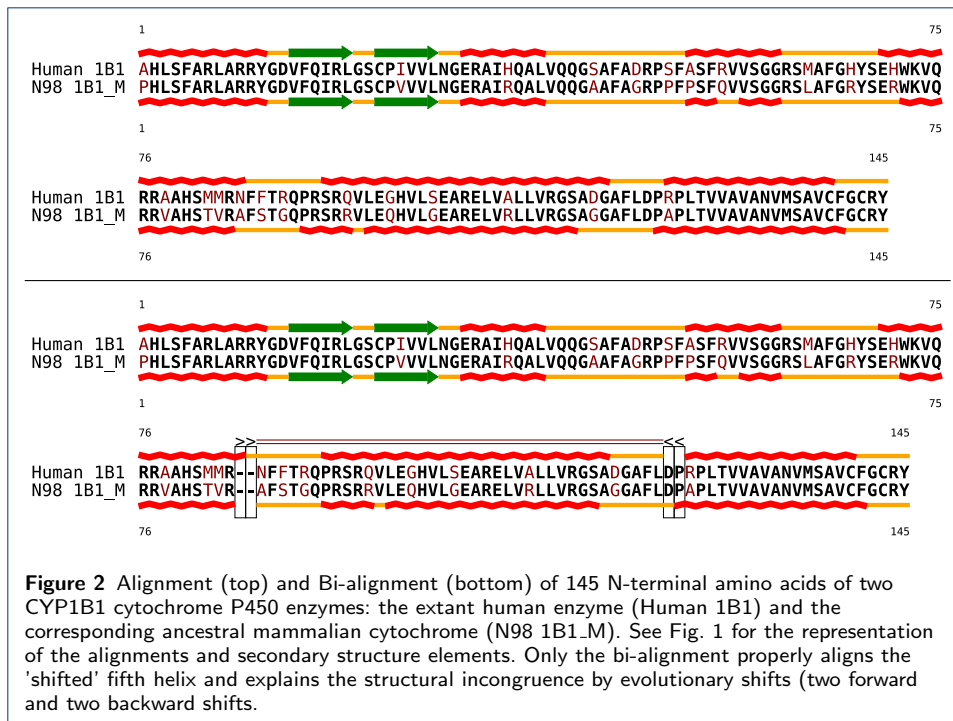 1 75
Human 1B1 AHLSFARLARRYGDVFQIRLGSCPIVVLNGERAIHQALVQQGSAFADRPSFASFRVVSGGRSMAFGHYSEHWKVQ
N98 1B1_M PHLSFARLARRYGDVFQIRLGSCPVVVLNGERAIRQALVQQGAAFAGRPPFPSFQVVSGGRSLAFGRYSERWKVQ
1 75
76 145
Human 1B1 RRAAHSMMRNFFTRQPRSRQVLEGHVLSEARELVALLVRGSADGAFLDPRPLTVVAVANVMSAVCFGCRY
N98 1B1_M RRVAHSTVRAFSTGQPRSRRVLEQHVLGEARELVRLLVRGSAGGAFLDPAPLTVVAVANVMSAVCFGCRY
76 145
1 75
Human 1B1 AHLSFARLARRYGDVFQIRLGSCPIVVLNGERAIHQALVQQGSAFADRPSFASFRVVSGGRSMAFGHYSEHWKVQ
N98 1B1_M PHLSFARLARRYGDVFQIRLGSCPVVVLNGERAIRQALVQQGAAFAGRPPFPSFQVVSGGRSLAFGRYSERWKVQ
1 75
76 145
>> <<
Human 1B1 RRAAHSMMR--NFFTRQPRSRQVLEGHVLSEARELVALLVRGSADGAFLDPRPLTVVAVANVMSAVCFGCRY
N98 1B1_M RRVAHSTVR--AFSTGQPRSRRVLEQHVLGEARELVRLLVRGSAGGAFLDPAPLTVVAVANVMSAVCFGCRY
76 145
Figure 2 Alignment (top) and Bi-alignment (bottom) of 145 N-terminal amino acids of two
CYP1B1 cytochrome P450 enzymes: the extant human enzyme (Human 1B1) and the
corresponding ancestral mammalian cytochrome (N98 1B1_M). See Fig. 1 for the representation
of the alignments and secondary structure elements. Only the bi-alignment properly aligns the
'shifted' fifth helix and explains the structural incongruence by evolutionary shifts (two forward
and two backward shifts.